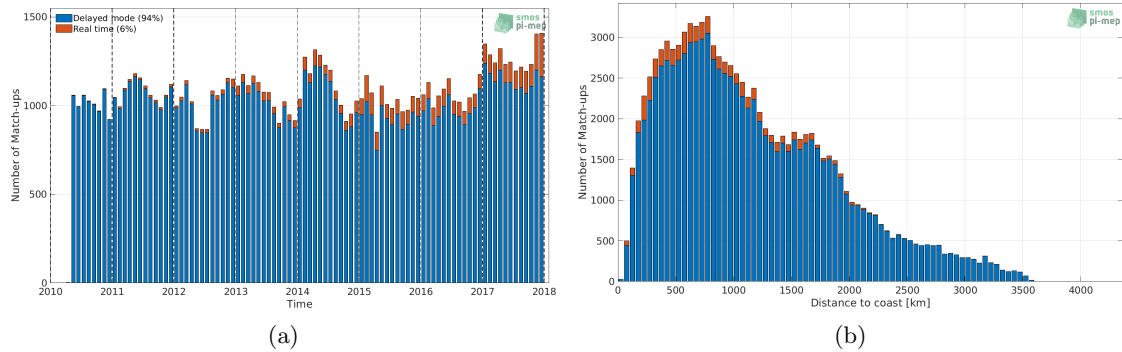 Delayed mode (94%)
Real time (6%)
smos
pi-mep
1500
1000
500
0
Number of Match-ups
2010 2011 2012 2013 2014 2015 2016 2017 2018
Time
(a)
smos
pi-mep
3000
2500
2000
1500
1000
500
0
Number of Match-ups
0 500 1000 1500 2000 2500 3000 3500 4000
Distance to coast [km]
(b)